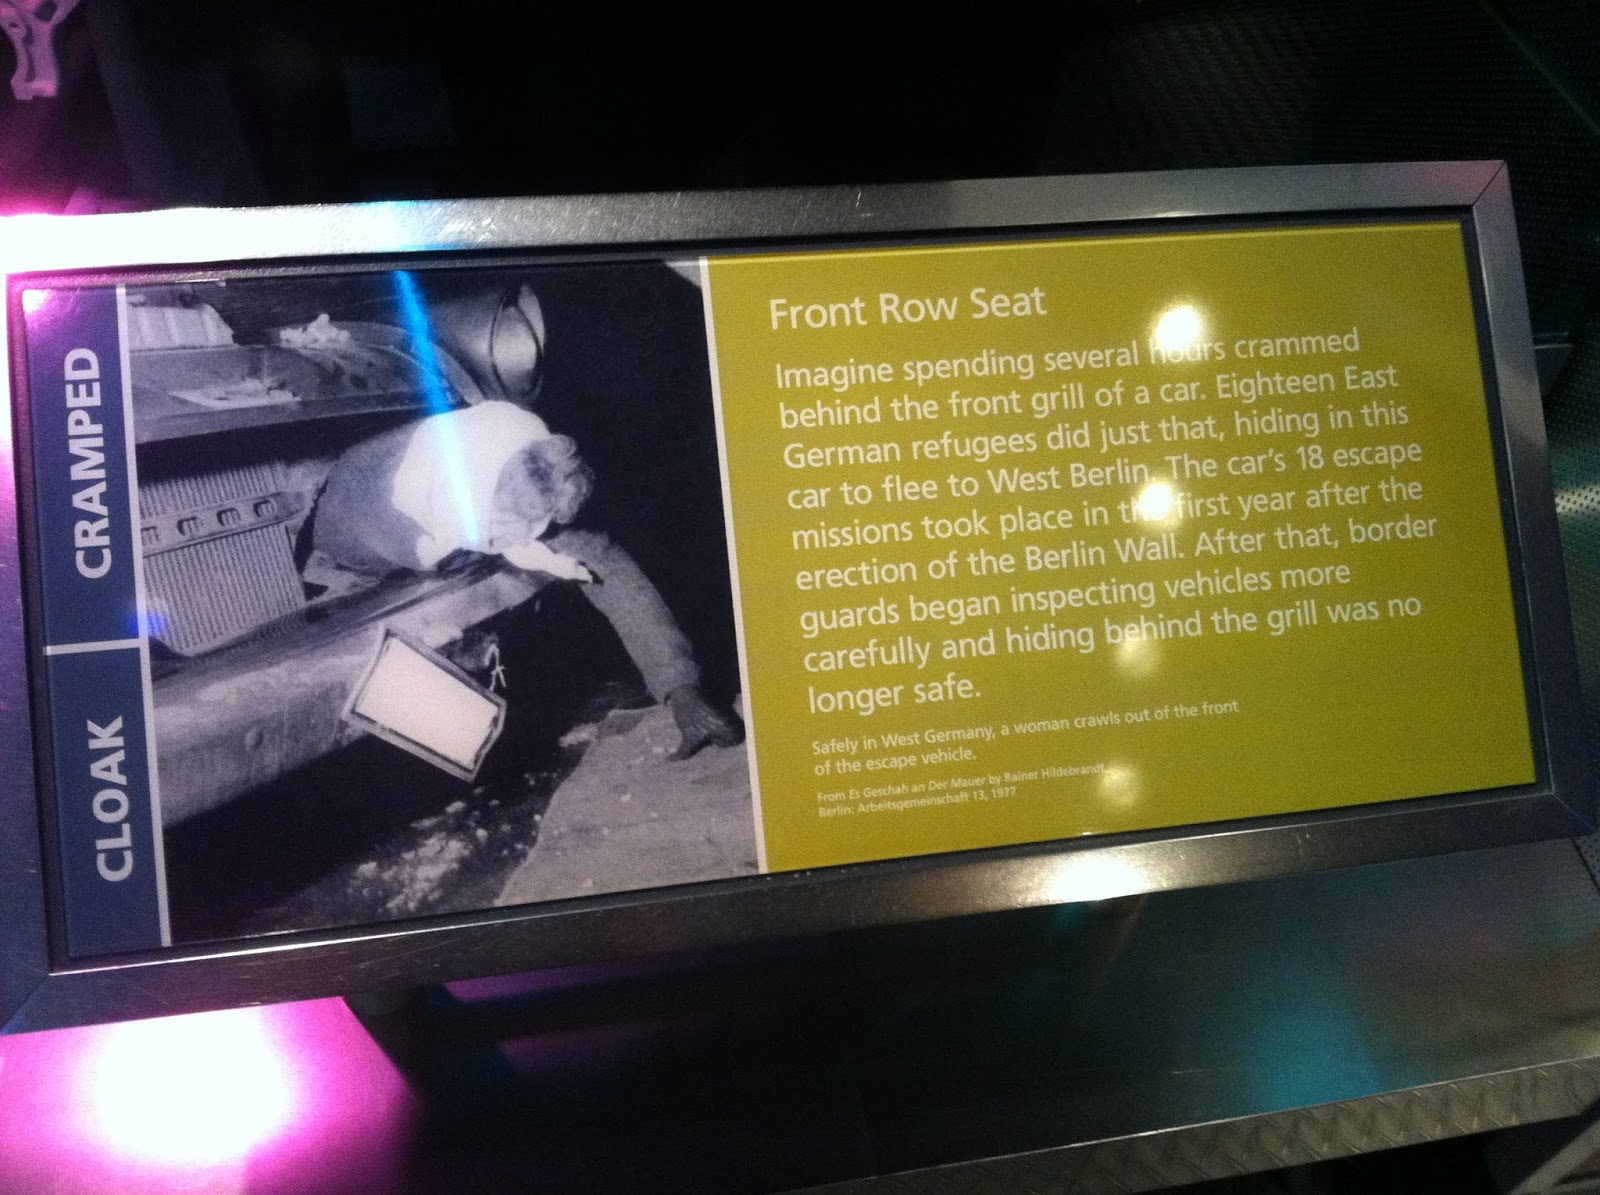 CRAMPED
CLOAK
Front Row Seat
Imagine spending several hours crammed
behind the front grill of a car. Eighteen East
German refugees did just that, hiding in this
car to flee to West Berlin. The car's 18 escape
missions took place in the first year after the
erection of the Berlin Wall. After that, border
guards began inspecting vehicles more
carefully and hiding behind the grill was no
longer safe.
Safely in West Germany, a woman crawls out of the front
of the escape vehicle.
From Es Geschah an Der Mauer by Rainer Hildebrandt,
Berlin: Arbeitsgemeinschaft 13, 1977